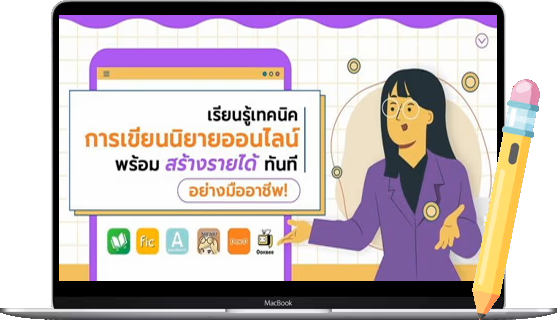 เรียนรู้เทคนิค
การเขียนนิยายออนไลน์
พร้อม สร้างรายได้ ทันที
อย่างมืออาชีพ!
fic
A
Ookbee
MacBook